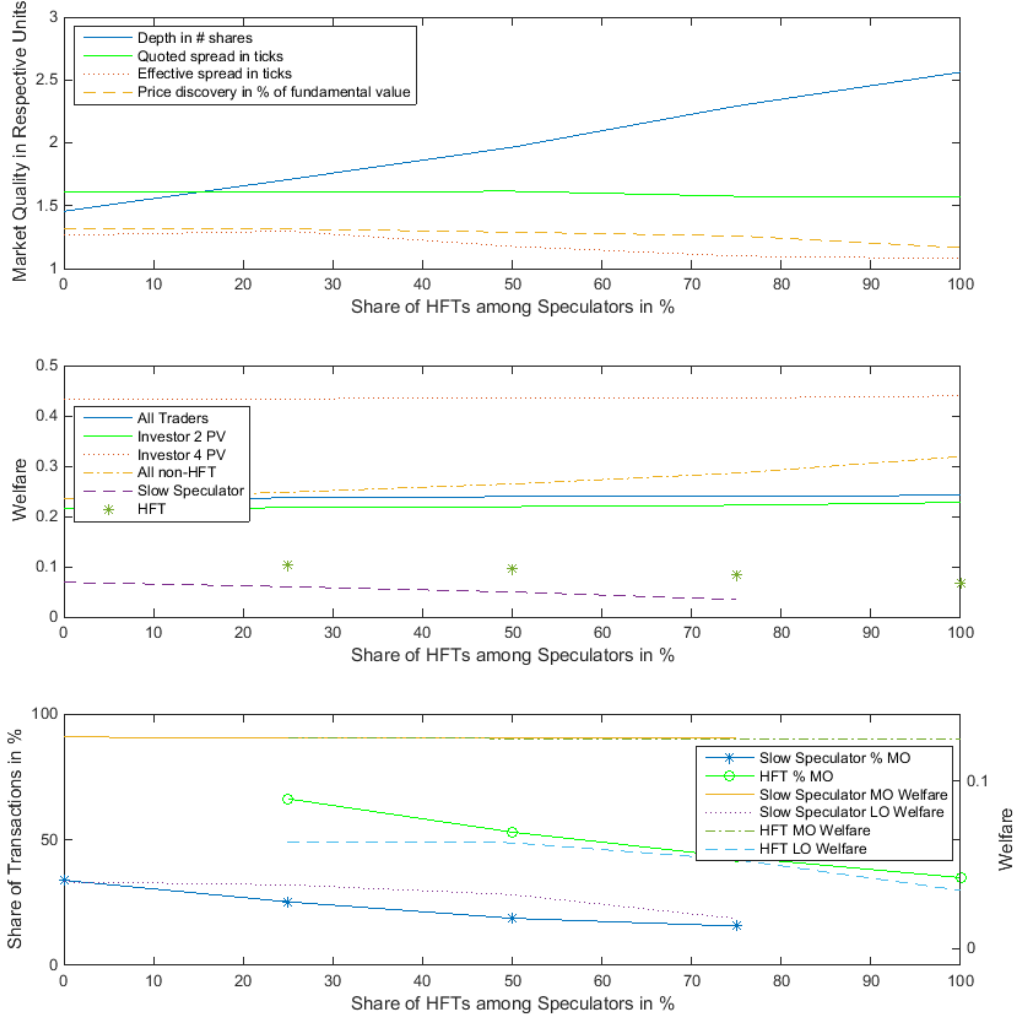 Market Quality in Respective Units
3
2.5
2
1.5
1
Depth in # shares
Quoted spread in ticks
Effective spread in ticks
Price discovery in % of fundamental value
0 10 20 30 40 50 60 70 80 90 100
Share of HFTs among Speculators in %
Welfare
0.5
0.4
0.3
0.2
0.1
0
All Traders
Investor 2 PV
Investor 4 PV
All non-HFT
Slow Speculator
HFT
0 10 20 30 40 50 60 70 80 90 100
Share of HFTs among Speculators in %
Share of Transactions in %
100
50
0
Slow Speculator % MO
HFT % MO
Slow Speculator MO Welfare
Slow Speculator LO Welfare
HFT MO Welfare
HFT LO Welfare
0.1
0
Welfare
0 10 20 30 40 50 60 70 80 90 100
Share of HFTs among Speculators in %